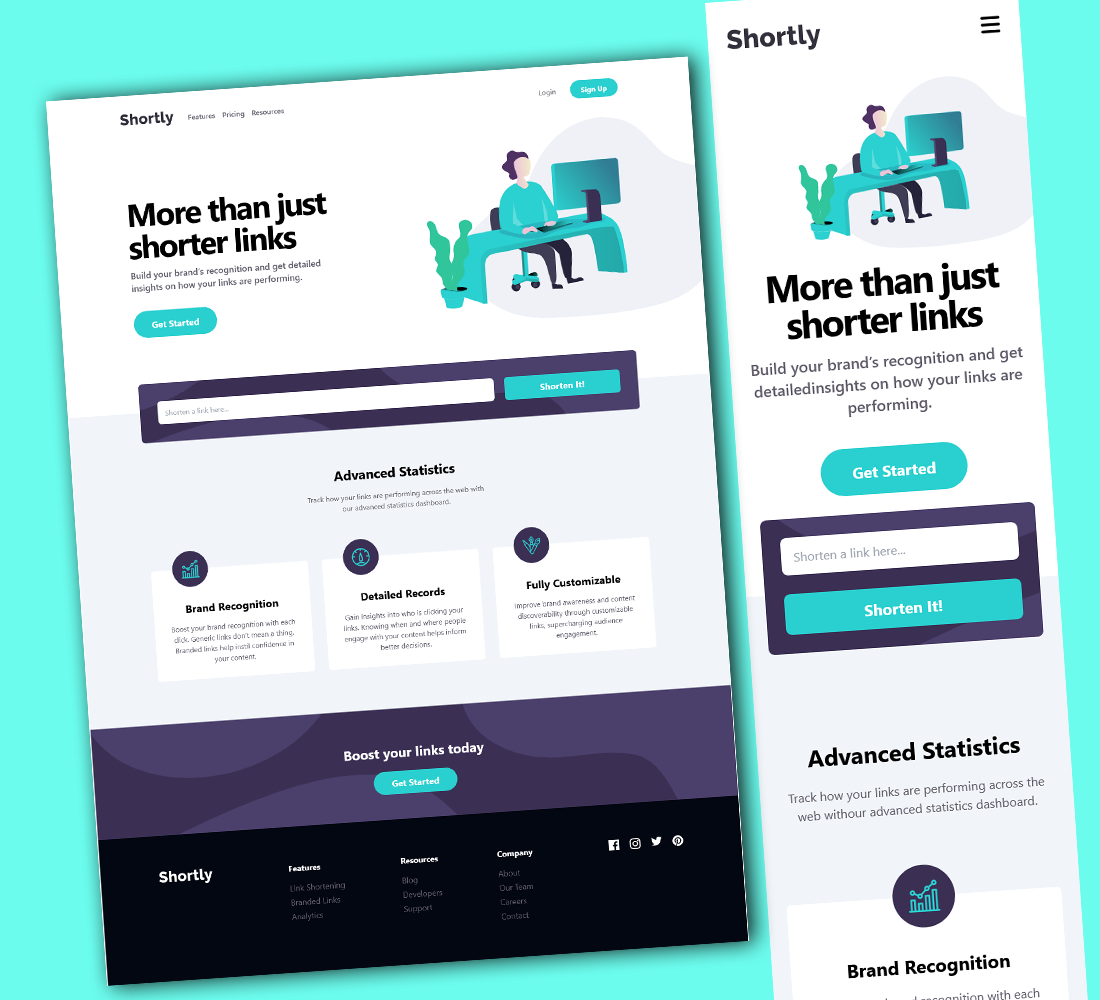 Shortly
Features Pricing Resources
Login
Sign Up
More than just
shorter links
Build your brand's recognition and get detailed
insights on how your links are performing.
Get Started
Shorten a link here...
Shorten It!
Advanced Statistics
Track how your links are performing across the web with
our advanced statistics dashboard.
Brand Recognition
Boost your brand recognition with each
click. Generic links don't mean a thing.
Branded links help instil confidence in
your content.
Detailed Records
Gain insights into who is clicking your
links. Knowing when and where people
engage with your content helps inform
better decisions.
Fully Customizable
Improve brand awareness and content
discoverability through customizable
links, supercharging audience
engagement.
Boost your links today
Get Started
Shortly
Features
Link Shortening
Branded Links
Analytics
Resources
Blog
Developers
Support
Company
About
Our Team
Careers
Contact
Shortly
More than just
shorter links
Build your brand's recognition and get
detailedinsights on how your links are
performing.
Get Started
Shorten a link here...
Shorten It!
Advanced Statistics
Track how your links are performing across the
web withour advanced statistics dashboard.
Brand Recognition
recognition with each